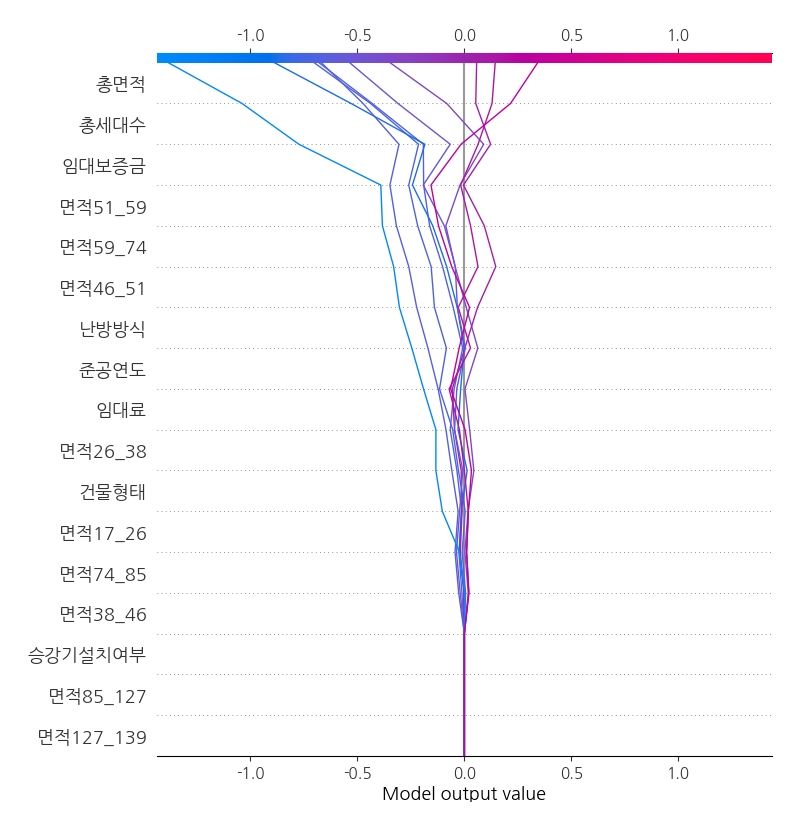 -1.0 -0.5 0.0 0.5 1.0
총면적
총세대수
임대보증금
면적51_59
면적59_74
면적46_51
난방방식
준공연도
임대료
면적26_38
건물형태
면적17_26
면적74_85
면적38_46
승강기설치여부
면적85_127
면적127_139
-1.0 -0.5 0.0 0.5 1.0
Model output value